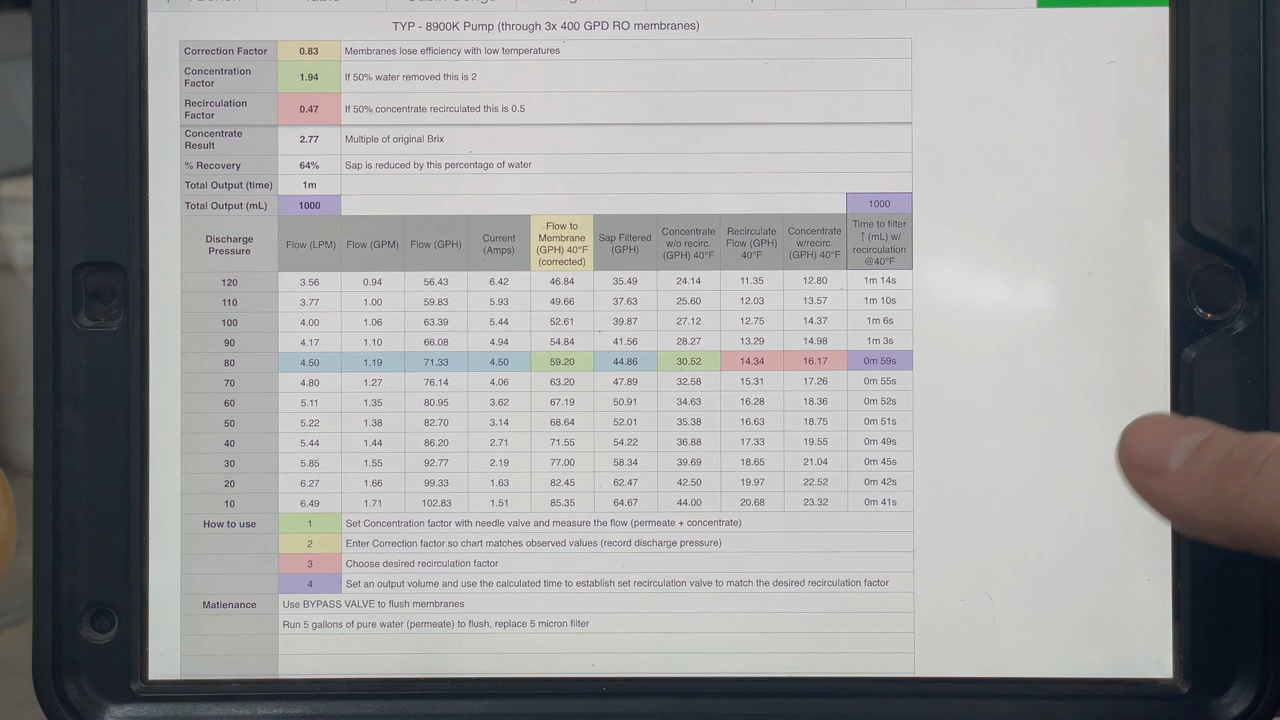 TYP - 8900K Pump (through 3x 400 GPD RO membranes)
Correction Factor 0.83 Membranes lose efficiency with low temperatures
Concentration Factor 1.94 If 50% water removed this is 2
Recirculation Factor 0.47 If 50% concentrate recirculated this is 0.5
Concentrate Result 2.77 Multiple of original Brix
% Recovery 64% Sap is reduced by this percentage of water
Total Output (time) 1m
Total Output (mL) 1000 1000
Discharge Pressure Flow (LPM) Flow (GPM) Flow (GPH) Current (Amps) Flow to Membrane (GPH) 40°F (corrected) Sap Filtered (GPH) Concentrate w/o recirc. (GPH) 40°F Recirculate Flow (GPH) 40°F Concentrate w/recirc. (GPH) 40°F Time to filter ↑ (mL) w/ recirculation @40°F
120 3.56 0.94 56.43 6.42 46.84 35.49 24.14 11.35 12.80 1m 14s
110 3.77 1.00 59.83 5.93 49.66 37.63 25.60 12.03 13.57 1m 10s
100 4.00 1.06 63.39 5.44 52.61 39.87 27.12 12.75 14.37 1m 6s
90 4.17 1.10 66.08 4.94 54.84 41.56 28.27 13.29 14.98 1m 3s
80 4.50 1.19 71.33 4.50 59.20 44.86 30.52 14.34 16.17 0m 59s
70 4.80 1.27 76.14 4.06 63.20 47.89 32.58 15.31 17.26 0m 55s
60 5.11 1.35 80.95 3.62 67.19 50.91 34.63 16.28 18.36 0m 52s
50 5.22 1.38 82.70 3.14 68.64 52.01 35.38 16.63 18.75 0m 51s
40 5.44 1.44 86.20 2.71 71.55 54.22 36.88 17.33 19.55 0m 49s
30 5.85 1.55 92.77 2.19 77.00 58.34 39.69 18.65 21.04 0m 45s
20 6.27 1.66 99.33 1.63 82.45 62.47 42.50 19.97 22.52 0m 42s
10 6.49 1.71 102.83 1.51 85.35 64.67 44.00 20.68 23.32 0m 41s
How to use 1 Set Concentration factor with needle valve and measure the flow (permeate + concentrate)
2 Enter Correction factor so chart matches observed values (record discharge pressure)
3 Choose desired recirculation factor
4 Set an output volume and use the calculated time to establish set recirculation valve to match the desired recirculation factor
Matienance Use BYPASS VALVE to flush membranes
Run 5 gallons of pure water (permeate) to flush, replace 5 micron filter